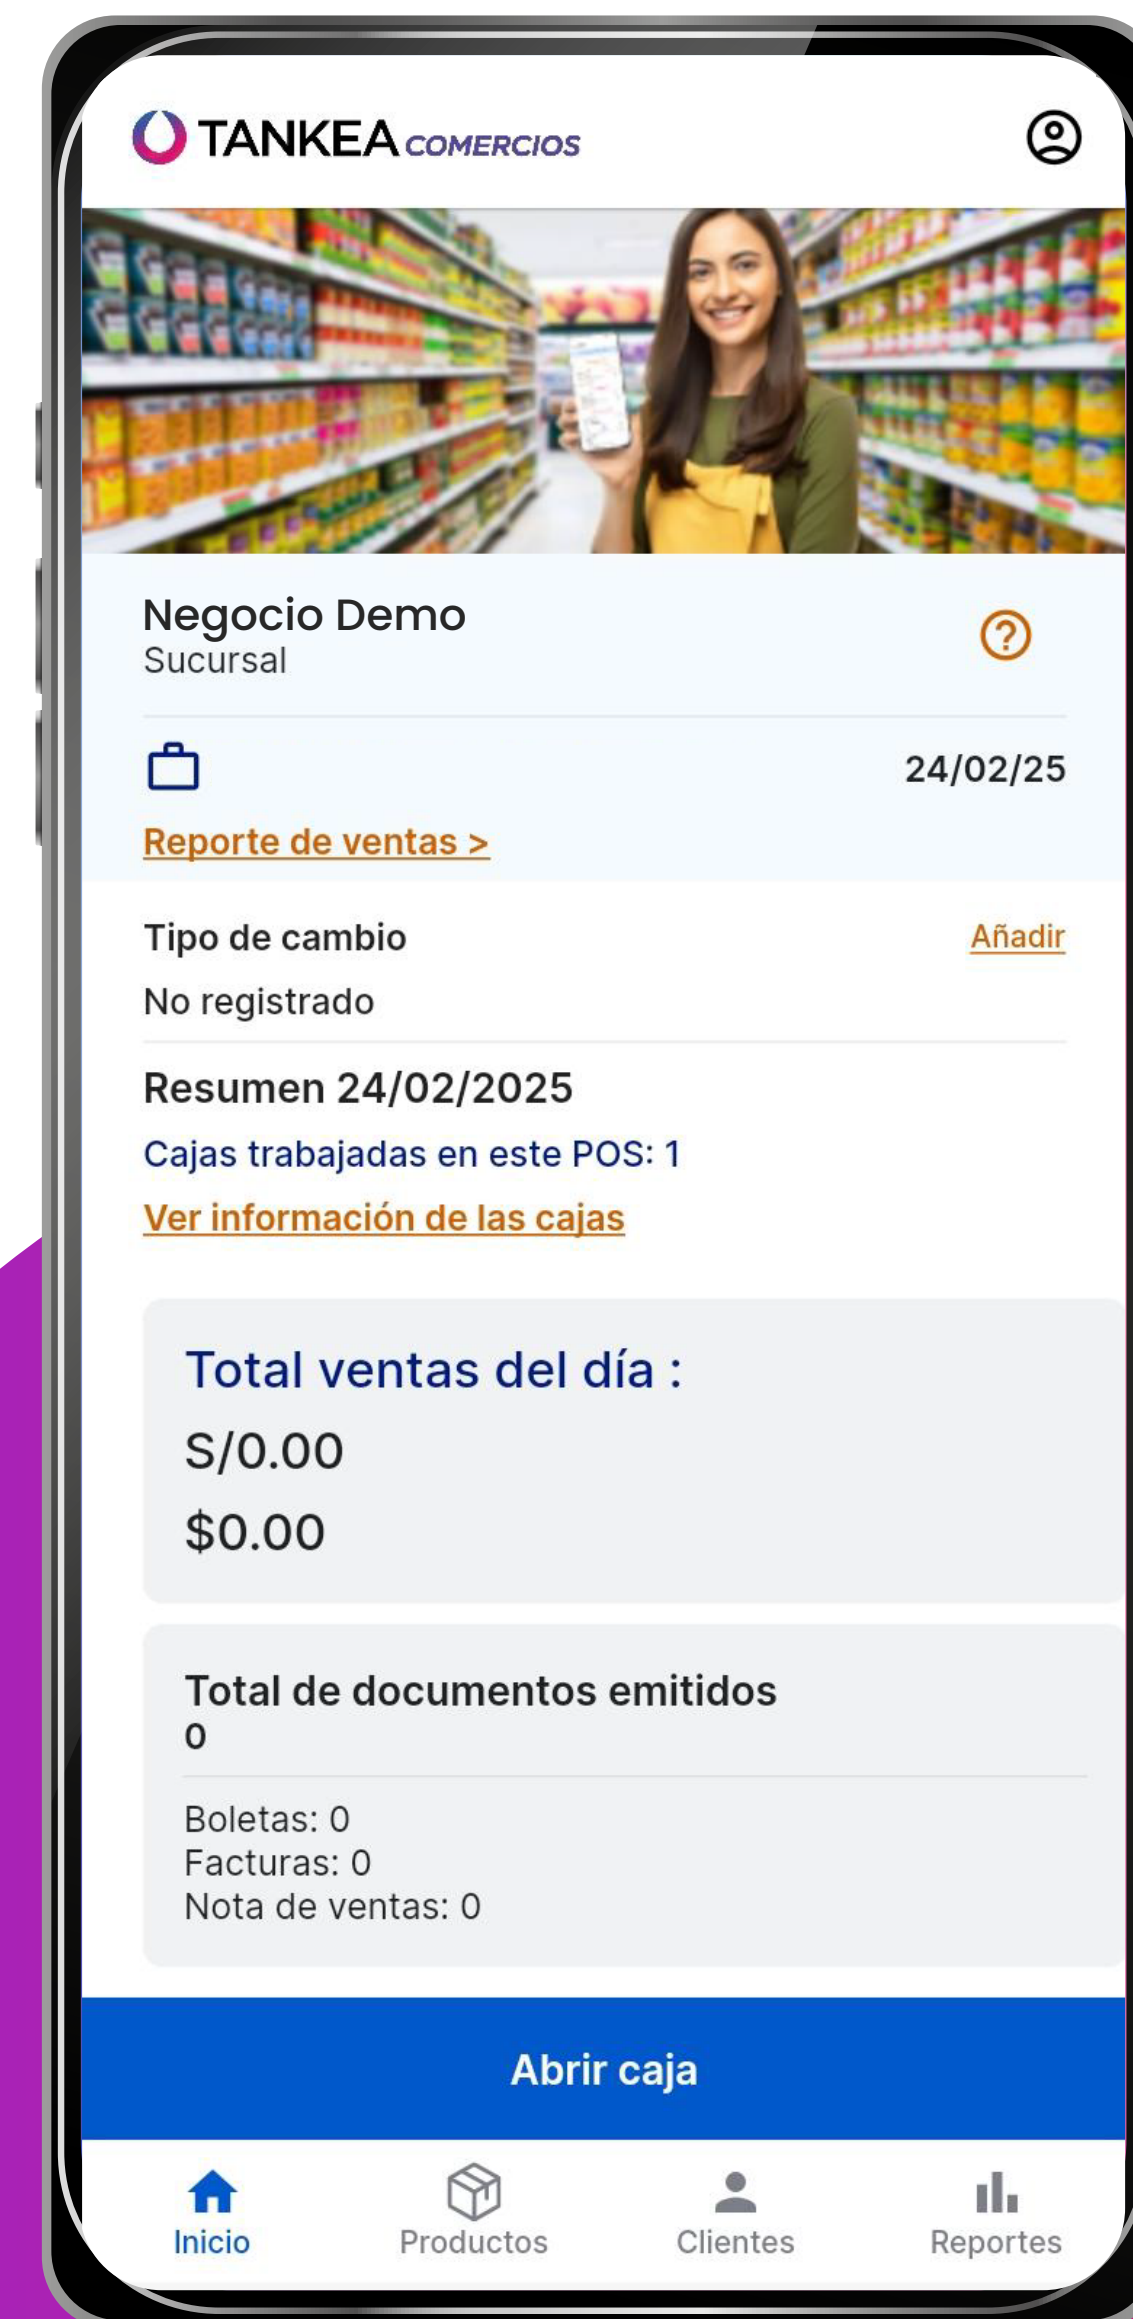 TANKEA COMERCIOS
Negocio Demo
Sucursal
24/02/25
Reporte de ventas >
Tipo de cambio
Añadir
No registrado
Resumen 24/02/2025
Cajas trabajadas en este POS: 1
Ver información de las cajas
Total ventas del día :
S/0.00
$0.00
Total de documentos emitidos
0
Boletas: 0
Facturas: 0
Nota de ventas: 0
Abrir caja
Inicio
Productos
Clientes
Reportes